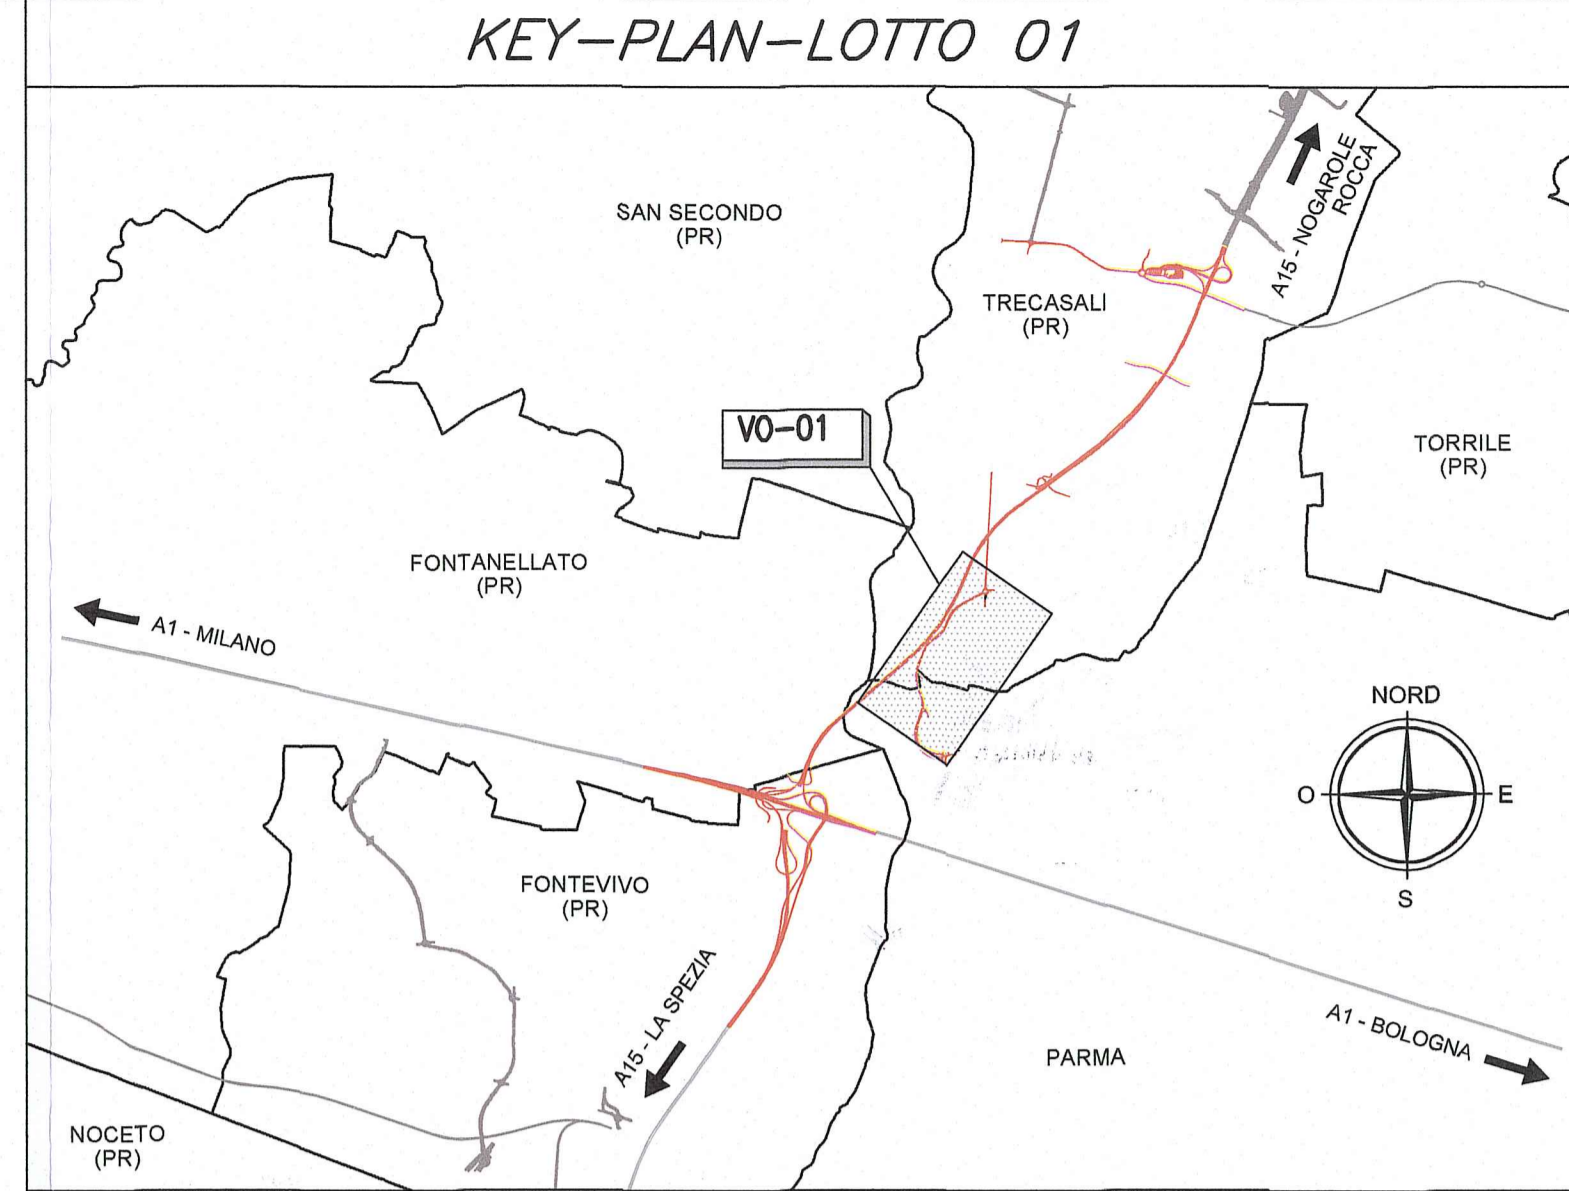 KEY-PLAN-LOTTO 01
SAN SECONDO
(PR)
A15 - NOGAROLE
ROCCA
TRECASALI
(PR)
VO-01
TORRILE
(PR)
FONTANELLATO
(PR)
A1 - MILANO
NORD
O
E
S
FONTEVIVO
(PR)
A15 - LA SPEZIA
A1 - BOLOGNA
PARMA
NOCETO
(PR)